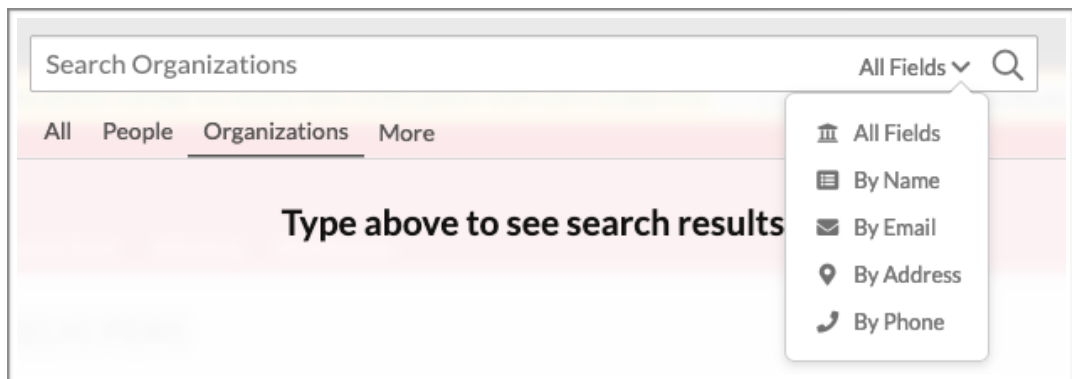 Search Organizations All Fields
All People Organizations More
Type above to see search results
All Fields
By Name
By Email
By Address
By Phone